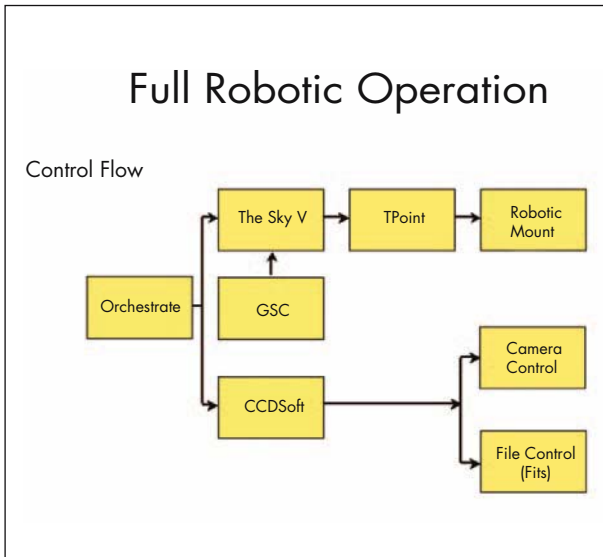 Full Robotic Operation
Control Flow
The Sky V
TPoint
Robotic
Mount
Orchestrate
GSC
Camera
Control
CCDSoft
File Control
(Fits)